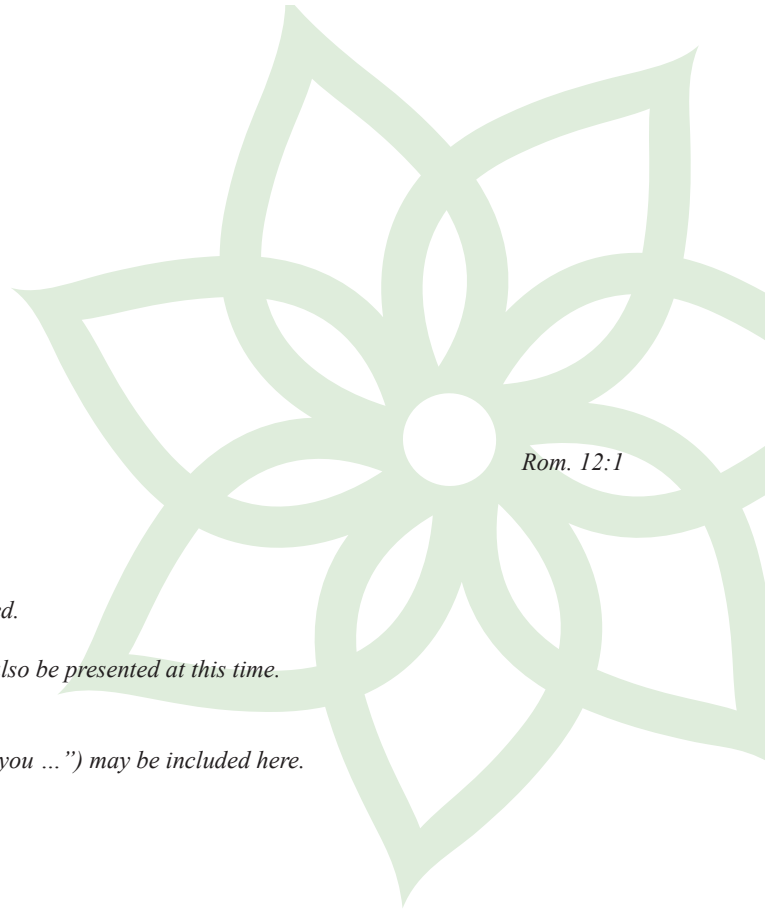 Rom. 12:1
d.
lso be presented at this time.
you …”) may be included here.